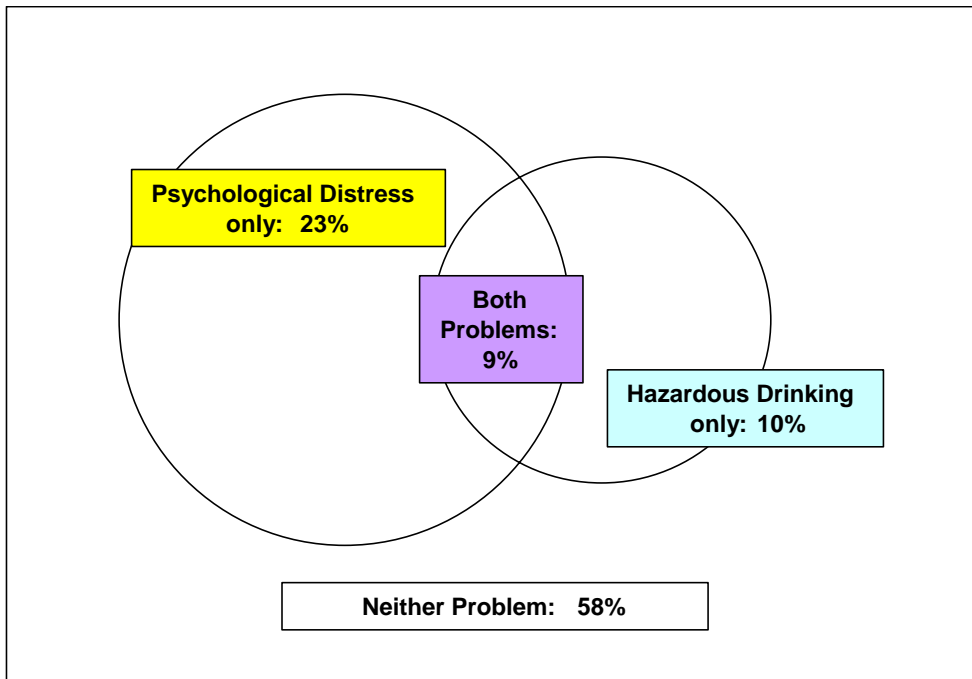 Psychological Distress
only: 23%
Both
Problems:
9%
Hazardous Drinking
only: 10%
Neither Problem: 58%